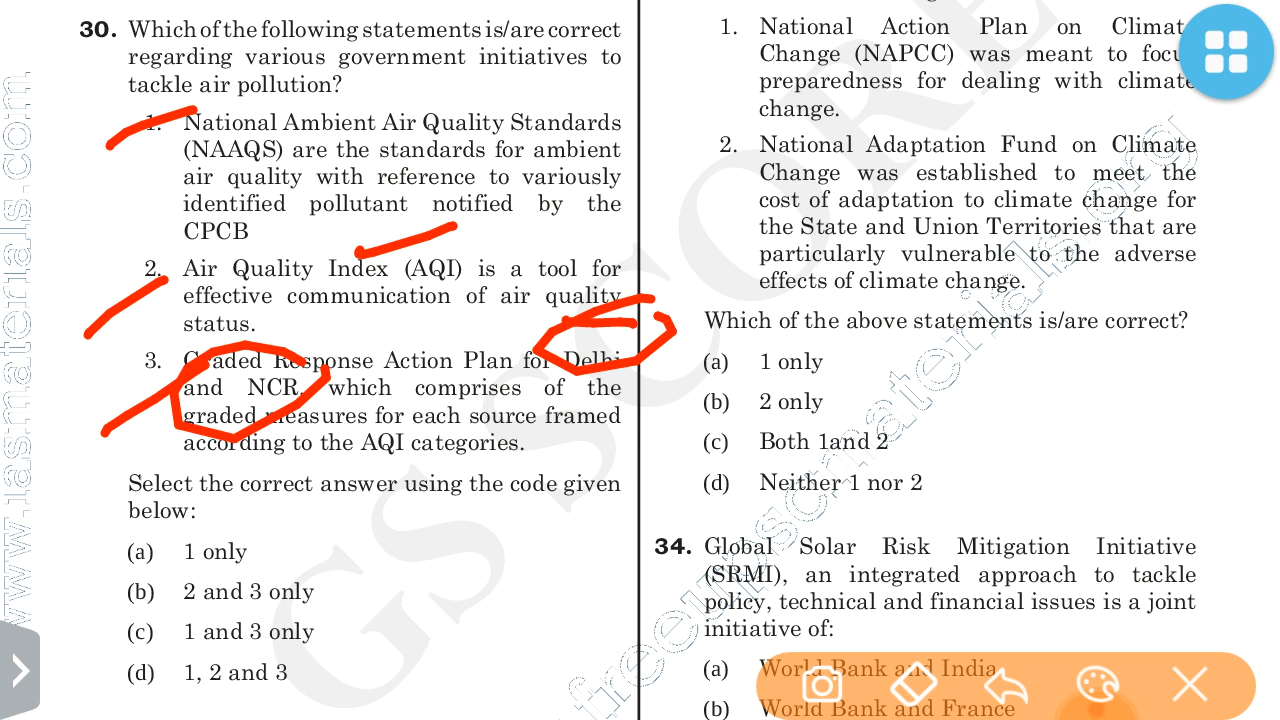 30. Which of the following statements is/are correct
regarding various government initiatives to
tackle air pollution?
1. National Ambient Air Quality Standards
(NAAQS) are the standards for ambient
air quality with reference to variously
identified pollutant notified by the
CPCB
2. Air Quality Index (AQI) is a tool for
effective communication of air quality
status.
3. Graded Response Action Plan for Delhi
and NCR, which comprises of the
graded measures for each source framed
according to the AQI categories.
Select the correct answer using the code given
below:
(a) 1 only
(b) 2 and 3 only
(c) 1 and 3 only
(d) 1, 2 and 3
1. National Action Plan on Climat
Change (NAPCC) was meant to focu
preparedness for dealing with climate
change.
2. National Adaptation Fund on Climate
Change was established to meet the
cost of adaptation to climate change for
the State and Union Territories that are
particularly vulnerable to the adverse
effects of climate change.
Which of the above statements is/are correct?
(a) 1 only
(b) 2 only
(c) Both 1and 2
(d) Neither 1 nor 2
34. Global Solar Risk Mitigation Initiative
(SRMI), an integrated approach to tackle
policy, technical and financial issues is a joint
initiative of:
(a) World Bank and India
(b) World Bank and France
GS SCORE
www.iasmaterials.com
freeupscmaterials.org